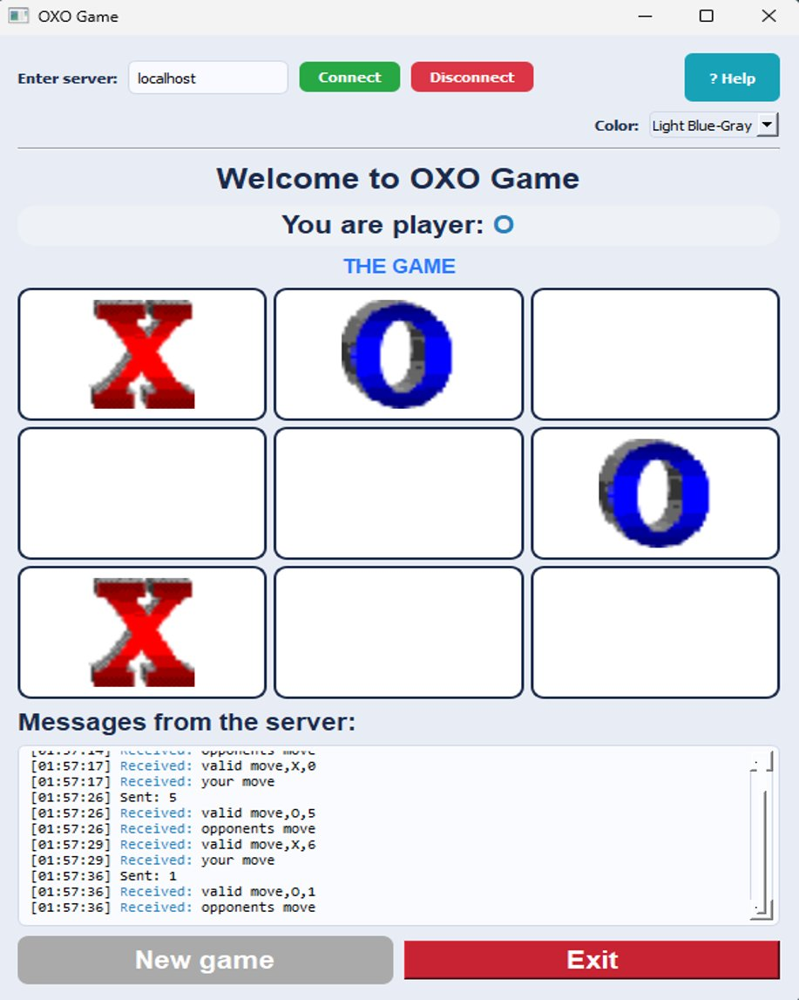 OXO Game
Enter server: localhost Connect Disconnect ? Help
Color: Light Blue-Gray
Welcome to OXO Game
You are player: O
THE GAME
X O
O
X
Messages from the server:
[01:57:14] Received: opponents move
[01:57:17] Received: valid move,X,0
[01:57:17] Received: your move
[01:57:26] Sent: 5
[01:57:26] Received: valid move,O,5
[01:57:26] Received: opponents move
[01:57:29] Received: valid move,X,6
[01:57:29] Received: your move
[01:57:36] Sent: 1
[01:57:36] Received: valid move,O,1
[01:57:36] Received: opponents move
New game Exit